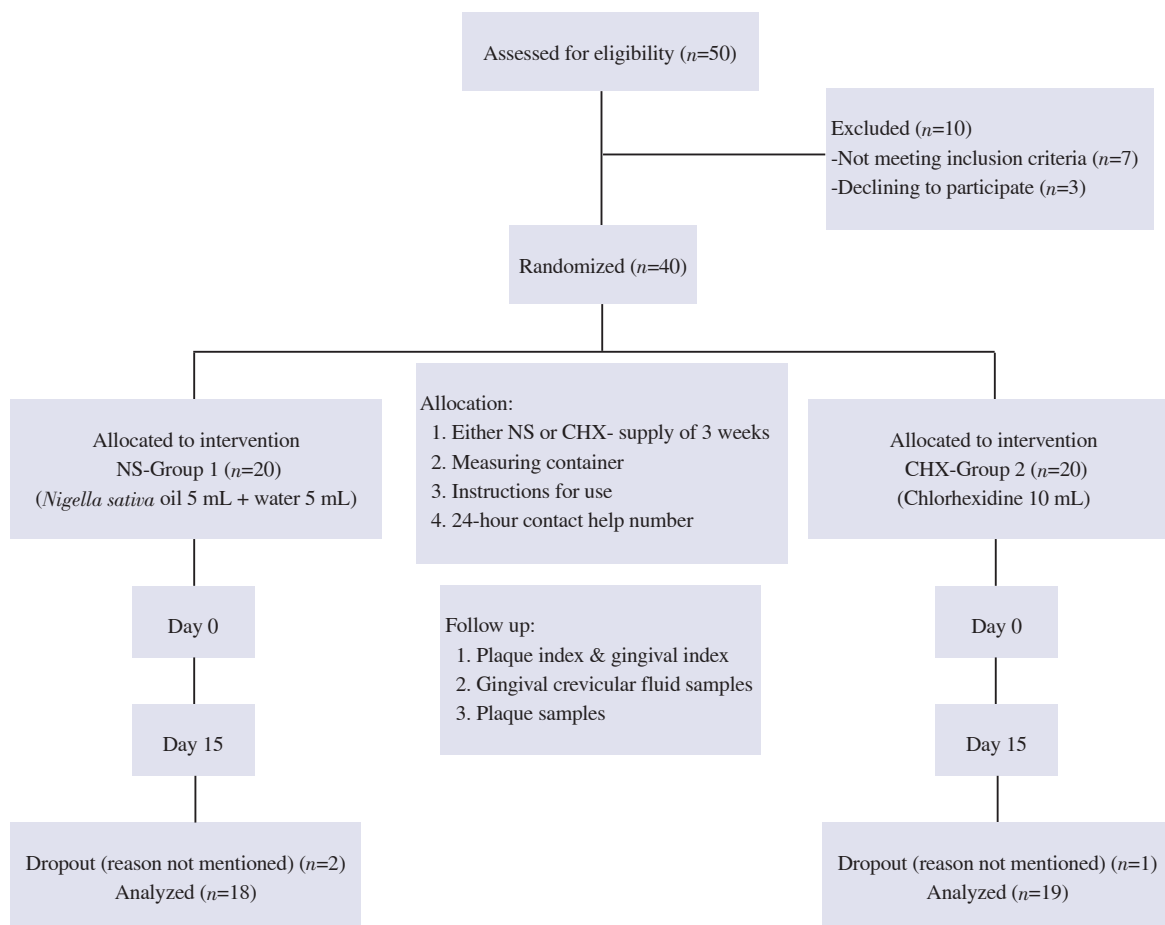 Assessed for eligibility (n=50)
Excluded (n=10)
-Not meeting inclusion criteria (n=7)
-Declining to participate (n=3)
Randomized (n=40)
Allocated to intervention
NS-Group 1 (n=20)
(Nigella sativa oil 5 mL + water 5 mL)
Allocation:
1. Either NS or CHX- supply of 3 weeks
2. Measuring container
3. Instructions for use
4. 24-hour contact help number
Allocated to intervention
CHX-Group 2 (n=20)
(Chlorhexidine 10 mL)
Day 0
Follow up:
1. Plaque index & gingival index
2. Gingival crevicular fluid samples
3. Plaque samples
Day 0
Day 15
Day 15
Dropout (reason not mentioned) (n=2)
Analyzed (n=18)
Dropout (reason not mentioned) (n=1)
Analyzed (n=19)